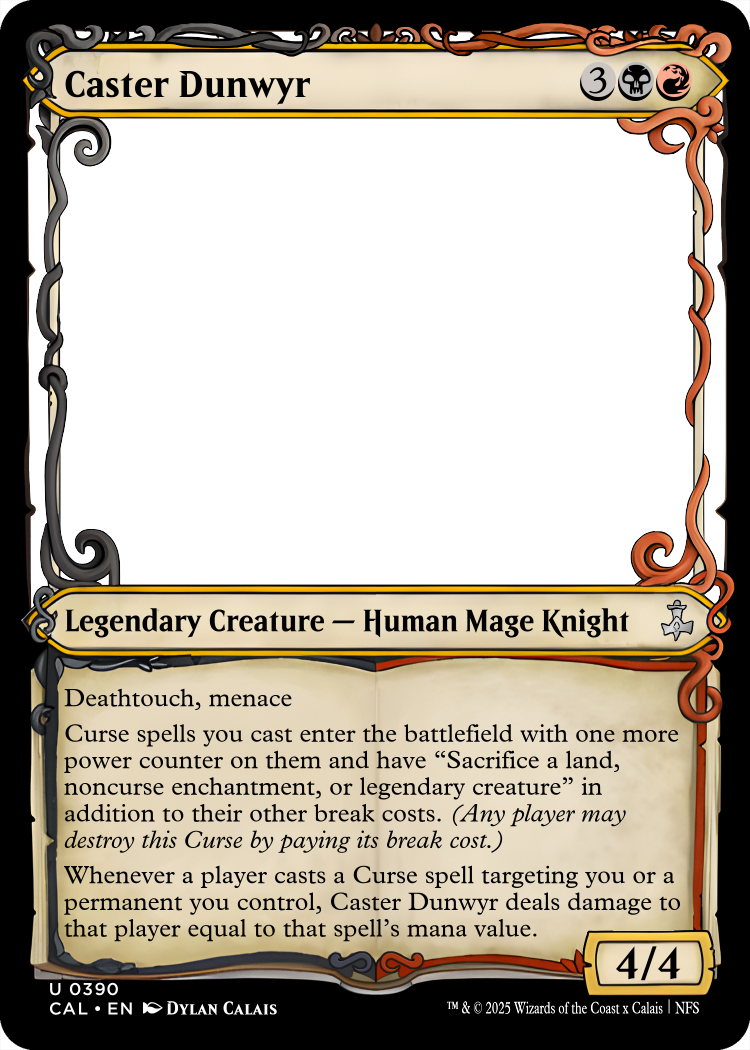 Caster Dunwyr 3
Legendary Creature — Human Mage Knight
Deathtouch, menace
Curse spells you cast enter the battlefield with one more
power counter on them and have “Sacrifice a land,
noncurse enchantment, or legendary creature” in
addition to their other break costs. (Any player may
destroy this Curse by paying its break cost.)
Whenever a player casts a Curse spell targeting you or a
permanent you control, Caster Dunwyr deals damage to
that player equal to that spell’s mana value.
4/4
U 0390
CAL • EN Dylan Calais
™ & © 2025 Wizards of the Coast x Calais | NFS